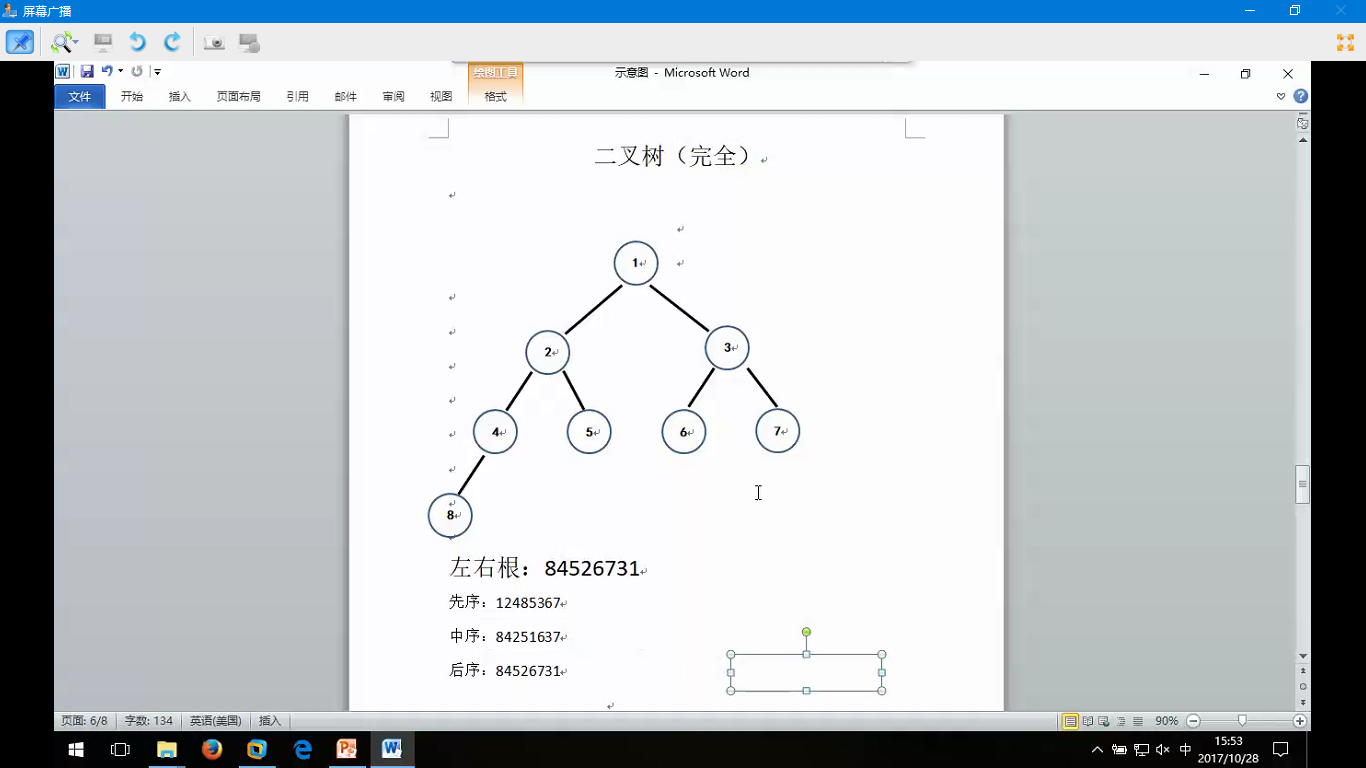 屏幕广播
示意图 - Microsoft Word
绘图工具
文件 开始 插入 页面布局 引用 邮件 审阅 视图 格式
二叉树（完全）
1
2 3
4 5 6 7
8
左右根：84526731
先序：12485367
中序：84251637
后序：84526731
页面: 6/8 字数: 134 英语(美国) 插入 90%
中 15:53
2017/10/28